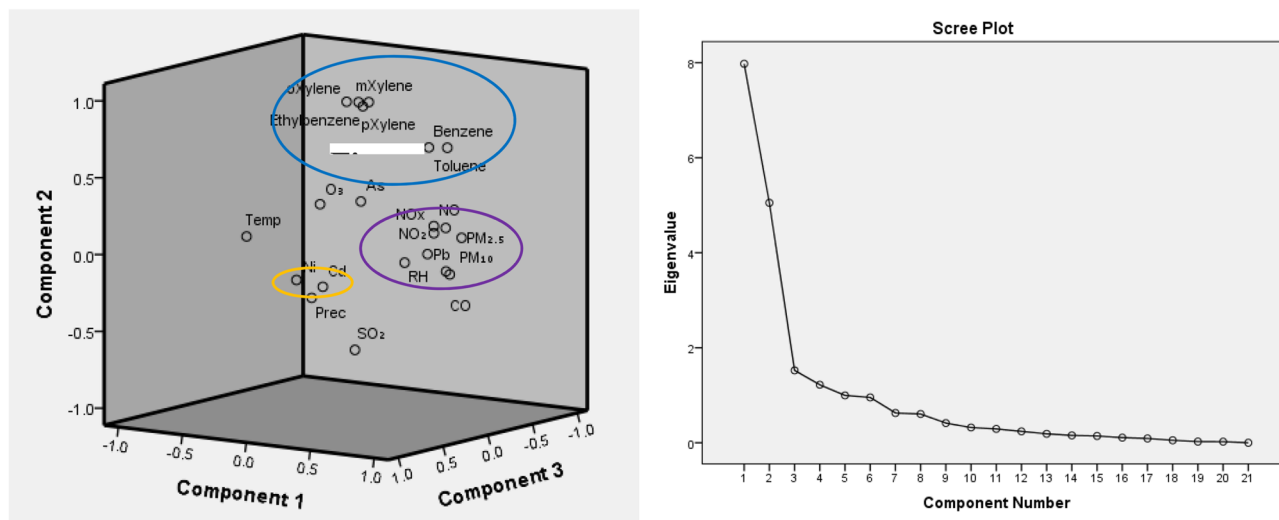 Component 2
1.0
0.5
0.0
-0.5
-1.0
oXylene
mXylene
Ethylbenzene
pXylene
Benzene
Toluene
O₃
As
Temp
NOx
NO
NO₂
PM₂.₅
Pb
PM₁₀
RH
Ni
Cd
Prec
CO
SO₂
-1.0
-0.5
0.0
0.5
1.0
Component 1
1.0
0.5
0.0
-0.5
-1.0
Component 3
Scree Plot
Eigenvalue
8
6
4
2
0
1 2 3 4 5 6 7 8 9 10 11 12 13 14 15 16 17 18 19 20 21
Component Number